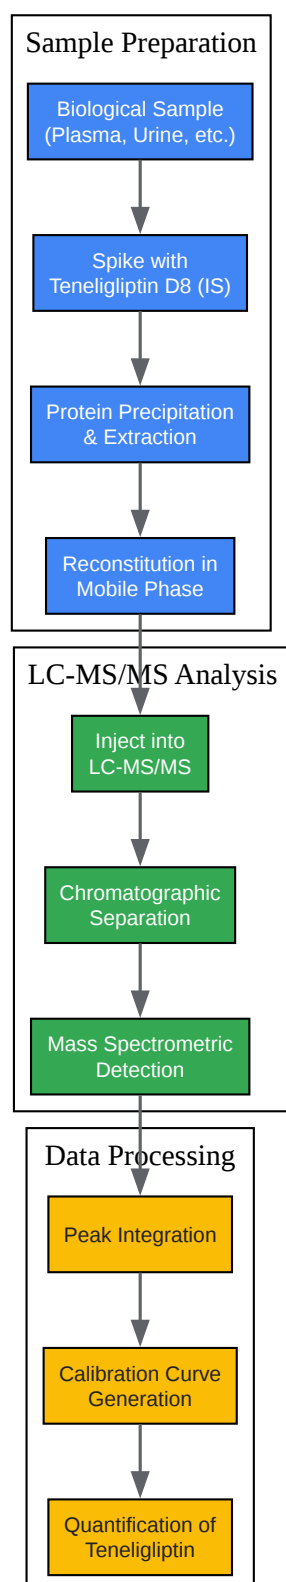 Sample Preparation
Biological Sample
(Plasma, Urine, etc.)
Spike with
Teneligliptin D8 (IS)
Protein Precipitation
& Extraction
Reconstitution in
Mobile Phase
LC-MS/MS Analysis
Inject into
LC-MS/MS
Chromatographic
Separation
Mass Spectrometric
Detection
Data Processing
Peak Integration
Calibration Curve
Generation
Quantification of
Teneligliptin